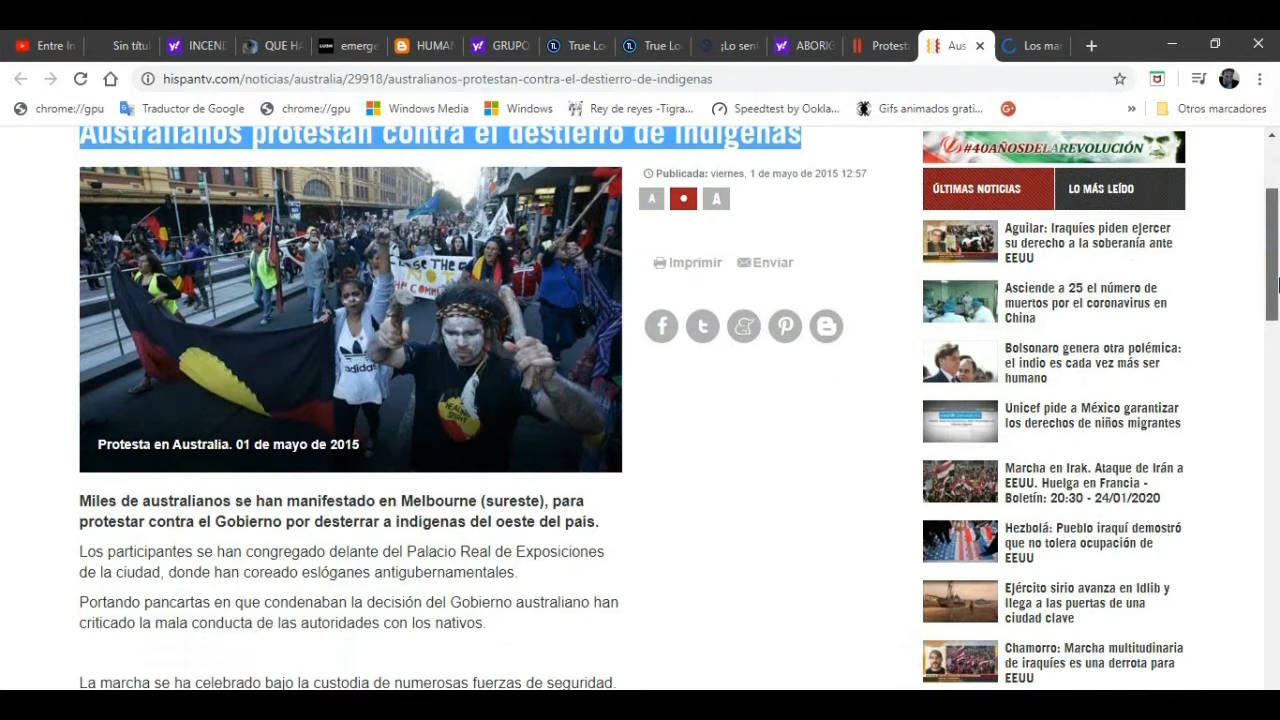 Entre In
Sin títu
INCEND
QUE HA
LUSH
emerge
HUMAN
GRUPO
True Lo
True Lo
¡Lo sent
ABORIG
Protesta
Aus
Los mar
hispantv.com/noticias/australia/29918/australianos-protestan-contra-el-destierro-de-indigenas
chrome://gpu
Traductor de Google
chrome://gpu
Windows Media
Windows
Rey de reyes -Tigra...
Speedtest by Ookla...
Gifs animados grati...
»
Otros marcadores
Australianos protestan contra el destierro de indígenas
Publicada: viernes, 1 de mayo de 2015 12:57
A
A
Imprimir
Enviar
Protesta en Australia. 01 de mayo de 2015
Miles de australianos se han manifestado en Melbourne (sureste), para
protestar contra el Gobierno por desterrar a indígenas del oeste del país.
Los participantes se han congregado delante del Palacio Real de Exposiciones
de la ciudad, donde han coreado eslóganes antigubernamentales.
Portando pancartas en que condenaban la decisión del Gobierno australiano han
criticado la mala conducta de las autoridades con los nativos.
La marcha se ha celebrado bajo la custodia de numerosas fuerzas de seguridad.
#40AÑOSDELAREVOLUCIÓN
ÚLTIMAS NOTICIAS
LO MÁS LEÍDO
Aguilar: Iraquíes piden ejercer
su derecho a la soberanía ante
EEUU
Asciende a 25 el número de
muertos por el coronavirus en
China
Bolsonaro genera otra polémica:
el indio es cada vez más ser
humano
Unicef pide a México garantizar
los derechos de niños migrantes
Marcha en Irak. Ataque de Irán a
EEUU. Huelga en Francia -
Boletín: 20:30 - 24/01/2020
Hezbolá: Pueblo iraquí demostró
que no tolera ocupación de
EEUU
Ejército sirio avanza en Idlib y
llega a las puertas de una
ciudad clave
Chamorro: Marcha multitudinaria
de iraquíes es una derrota para
EEUU
adidas